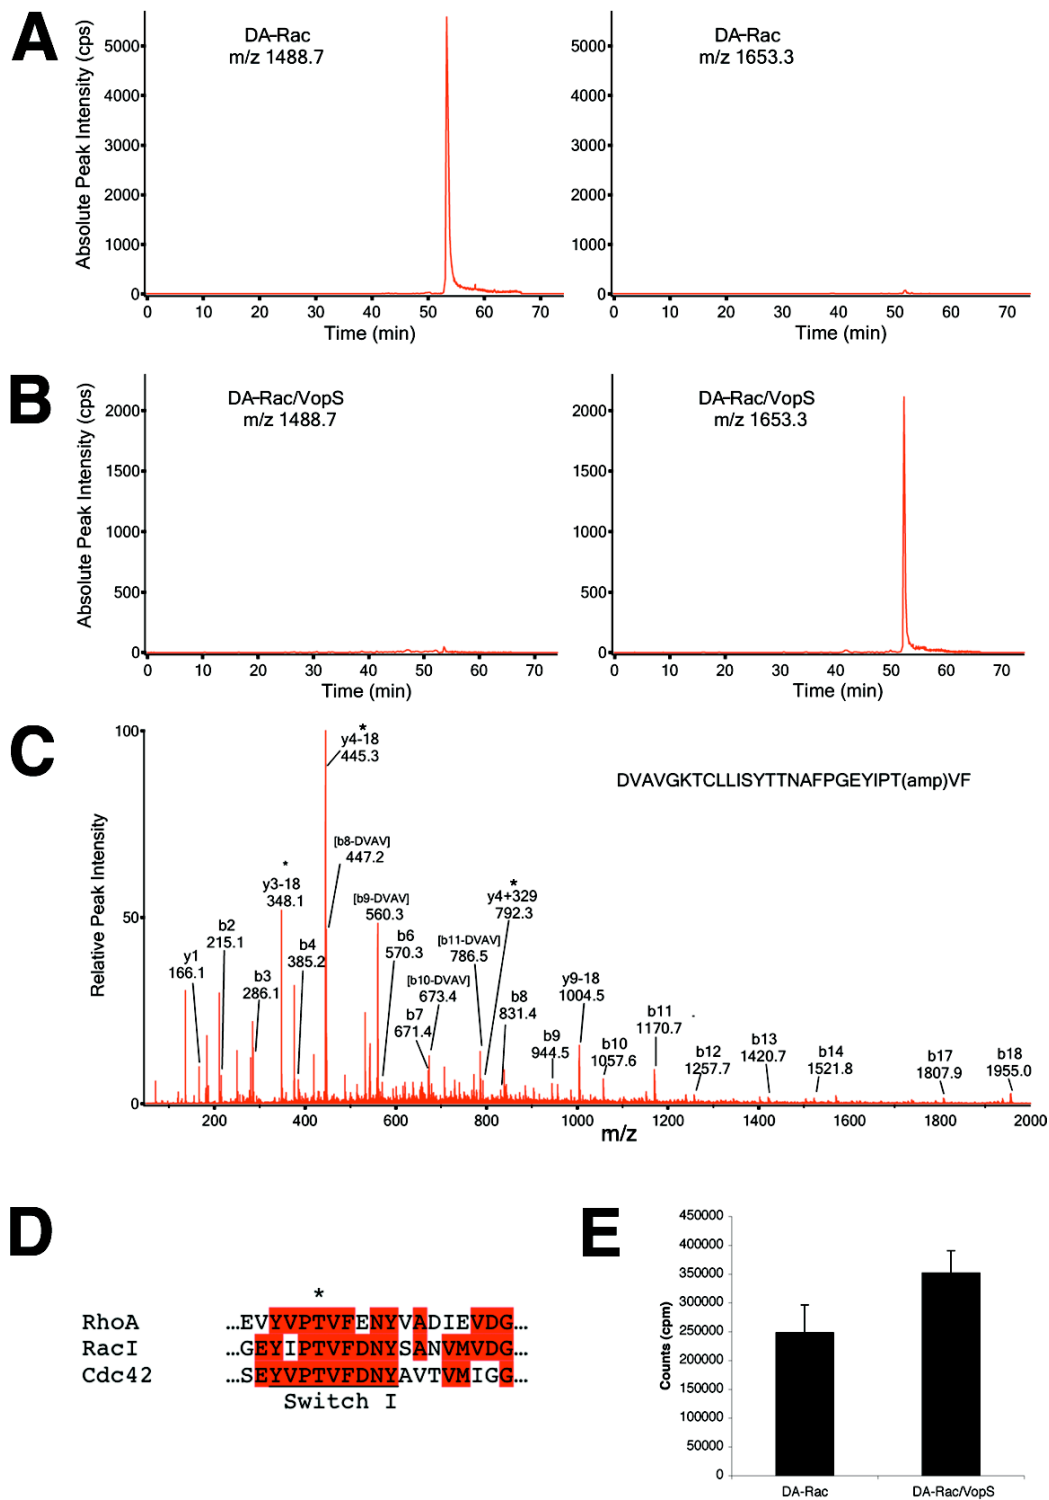 A
DA-Rac
m/z 1488.7
DA-Rac
m/z 1653.3
Absolute Peak Intensity (cps)
5000
4000
3000
2000
1000
0
0 10 20 30 40 50 60 70
Time (min)
5000
4000
3000
2000
1000
0
0 10 20 30 40 50 60 70
Time (min)
B
DA-Rac/VopS
m/z 1488.7
DA-Rac/VopS
m/z 1653.3
Absolute Peak Intensity (cps)
2000
1500
1000
500
0
0 10 20 30 40 50 60 70
Time (min)
2000
1500
1000
500
0
0 10 20 30 40 50 60 70
Time (min)
C
DVAVGKTCLLISYTTNAFPGEYIPT(amp)VF
Relative Peak Intensity
100
50
0
y1
166.1
b2
215.1
b3
286.1
*
y3-18
348.1
b4
385.2
*
y4-18
445.3
[b8-DVAV]
447.2
[b9-DVAV]
560.3
b6
570.3
b7
671.4
[b10-DVAV]
673.4
[b11-DVAV]
786.5
*
y4+329
792.3
b8
831.4
b9
944.5
y9-18
1004.5
b10
1057.6
b11
1170.7
b12
1257.7
b13
1420.7
b14
1521.8
b17
1807.9
b18
1955.0
200 400 600 800 1000 1200 1400 1600 1800 2000
m/z
D
*
RhoA ...EVYVPTVFENYVADIEVDG...
RacI ...GEYIPTVFDNYSANVMVDG...
Cdc42 ...SEYVPTVFDNYAVTVMIGG...
Switch I
E
Counts (cpm)
450000
400000
350000
300000
250000
200000
150000
100000
50000
0
DA-Rac DA-Rac/VopS